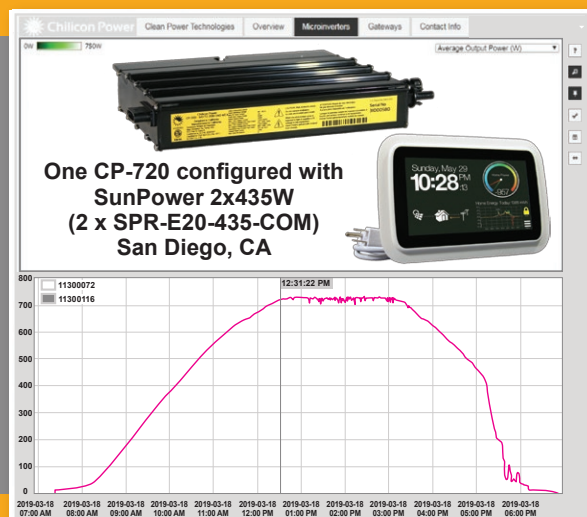 Chilicon Power
Clean Power Technologies
Overview
Microinverters
Gateways
Contact Info
0W
750W
Average Output Power (W)
?
One CP-720 configured with
SunPower 2x435W
(2 x SPR-E20-435-COM)
San Diego, CA
Sunday, May 29
10:28 PM
800
11300072
11300116
12:31:22 PM
700
600
500
400
300
200
100
0
2019-03-18 2019-03-18 2019-03-18 2019-03-18 2019-03-18 2019-03-18 2019-03-18 2019-03-18 2019-03-18 2019-03-18 2019-03-18 2019-03-18
07:00 AM 08:00 AM 09:00 AM 10:00 AM 11:00 AM 12:00 PM 01:00 PM 02:00 PM 03:00 PM 04:00 PM 05:00 PM 06:00 PM